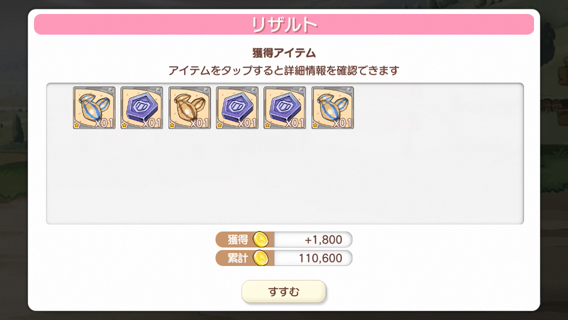 リザルト
獲得アイテム
アイテムをタップすると詳細情報を確認できます
x01 x01 x01 x01 x01 x01
獲得 +1,800
累計 110,600
すすむ